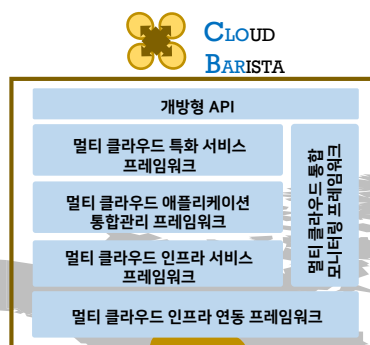 CLOUD
BARISTA
개방형 API
멀티 클라우드 특화 서비스
프레임워크
멀티 클라우드 애플리케이션
통합관리 프레임워크
멀티 클라우드 인프라 서비스
프레임워크
멀티 클라우드 통합
모니터링 프레임워크
멀티 클라우드 인프라 연동 프레임워크